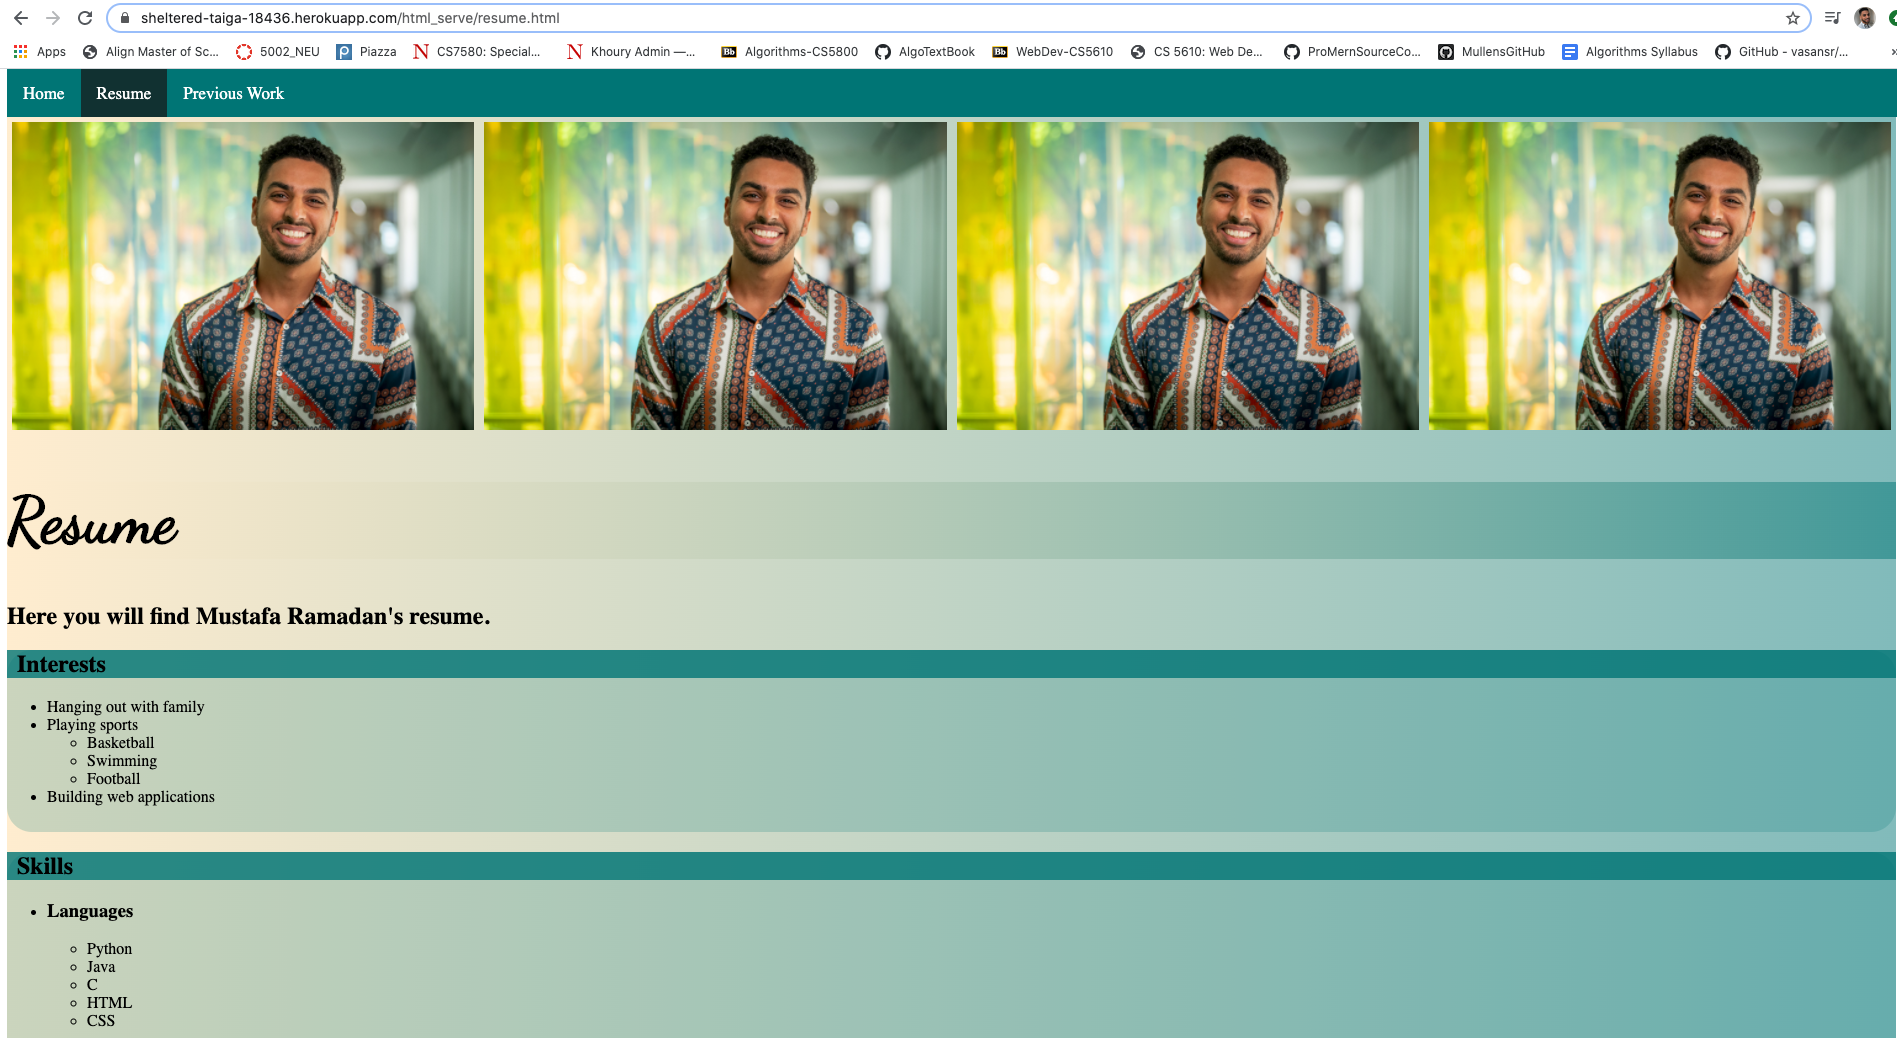 sheltered-taiga-18436.herokuapp.com/html_serve/resume.html
Apps Align Master of Sc... 5002_NEU Piazza CS7580: Special... Khoury Admin —... Algorithms-CS5800 AlgoTextBook WebDev-CS5610 CS 5610: Web De... ProMernSourceCo... MullensGitHub Algorithms Syllabus GitHub - vasansr/... »
Home Resume Previous Work
Resume
Here you will find Mustafa Ramadan's resume.
Interests
Hanging out with family
Playing sports
Basketball
Swimming
Football
Building web applications
Skills
Languages
Python
Java
C
HTML
CSS